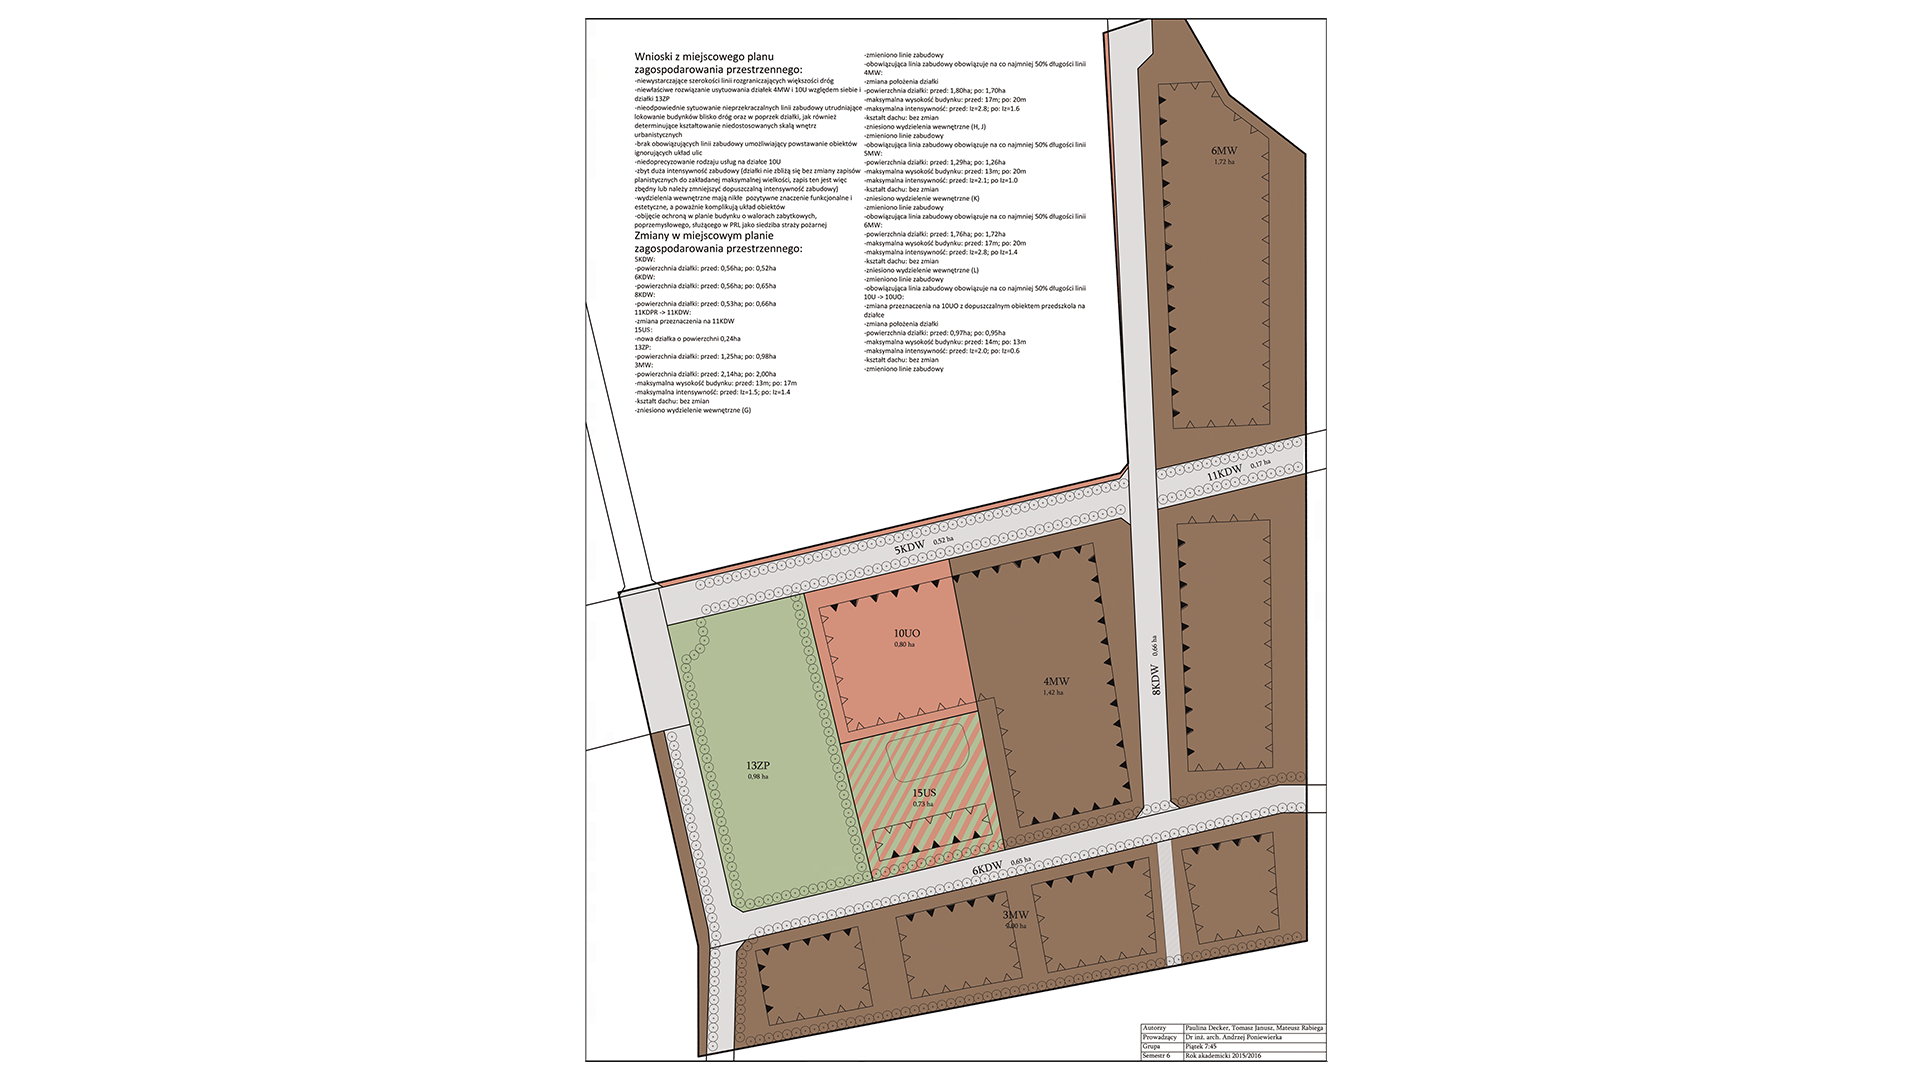 Wnioski z miejscowego planu
zagospodarowania przestrzennego:
-niewystarczające szerokości linii rozgraniczających większości dróg
-niewłaściwe rozwiązanie usytuowania działek 4MW i 10U względem siebie i
działki 13ZP
-nieodpowiednie sytuowanie nieprzekraczalnych linii zabudowy utrudniające
lokowanie budynków blisko dróg oraz w poprzek działki, jak również
determinujące kształtowanie niedostosowanych skalą wnętrz
urbanistycznych
-brak obowiązujących linii zabudowy umożliwiający powstawanie obiektów
ignorujących układ ulic
-niedoprecyzowanie rodzaju usług na działce 10U
-zbyt duża intensywność zabudowy (działki nie zbliżą się bez zmiany zapisów
planistycznych do zakładanej maksymalnej wielkości, zapis ten jest więc
zbędny lub należy zmniejszyć dopuszczalną intensywność zabudowy)
-wydzielenia wewnętrzne mają nikłe pozytywne znaczenie funkcjonalne i
estetyczne, a poważnie komplikują układ obiektów
-objęcie ochroną w planie budynku o walorach zabytkowych,
poprzemysłowego, służącego w PRL jako siedziba straży pożarnej
Zmiany w miejscowym planie
zagospodarowania przestrzennego:
5KDW:
-powierzchnia działki: przed: 0,56ha; po: 0,52ha
6KDW:
-powierzchnia działki: przed: 0,56ha; po: 0,65ha
8KDW:
-powierzchnia działki: przed: 0,53ha; po: 0,66ha
11KDPR -> 11KDW:
-zmiana przeznaczenia na 11KDW
15US:
-nowa działka o powierzchni 0,24ha
13ZP:
-powierzchnia działki: przed: 1,25ha; po: 0,98ha
3MW:
-powierzchnia działki: przed: 2,14ha; po: 2,00ha
-maksymalna wysokość budynku: przed: 13m; po: 17m
-maksymalna intensywność: przed: Iz=1.5; po: Iz=1.4
-kształt dachu: bez zmian
-zniesiono wydzielenie wewnętrzne (G)
-zmieniono linie zabudowy
-obowiązująca linia zabudowy obowiązuje na co najmniej 50% długości linii
4MW:
-zmiana położenia działki
-powierzchnia działki: przed: 1,80ha; po: 1,70ha
-maksymalna wysokość budynku: przed: 17m; po: 20m
-maksymalna intensywność: przed: Iz=2.8; po: Iz=1.6
-kształt dachu: bez zmian
-zniesiono wydzielenia wewnętrzne (H, J)
-zmieniono linie zabudowy
-obowiązująca linia zabudowy obowiązuje na co najmniej 50% długości linii
5MW:
-powierzchnia działki: przed: 1,29ha; po: 1,26ha
-maksymalna wysokość budynku: przed: 13m; po: 20m
-maksymalna intensywność: przed: Iz=2.1; po Iz=1.0
-kształt dachu: bez zmian
-zniesiono wydzielenie wewnętrzne (K)
-zmieniono linie zabudowy
-obowiązująca linia zabudowy obowiązuje na co najmniej 50% długości linii
6MW:
-powierzchnia działki: przed: 1,76ha; po: 1,72ha
-maksymalna wysokość budynku: przed: 17m; po: 20m
-maksymalna intensywność: przed: Iz=2.8; po Iz=1.4
-kształt dachu: bez zmian
-zniesiono wydzielenie wewnętrzne (L)
-zmieniono linie zabudowy
-obowiązująca linia zabudowy obowiązuje na co najmniej 50% długości linii
10U -> 10UO:
-zmiana przeznaczenia na 10UO z dopuszczalnym obiektem przedszkola na
działce
-zmiana położenia działki
-powierzchnia działki: przed: 0,97ha; po: 0,95ha
-maksymalna wysokość budynku: przed: 14m; po: 13m
-maksymalna intensywność: przed: Iz=2.0; po: Iz=0.6
-kształt dachu: bez zmian
-zmieniono linie zabudowy
6MW
1,72 ha
11KDW 0,17 ha
5KDW 0,52 ha
10UO
0,80 ha
4MW
1,42 ha
8KDW 0,66 ha
13ZP
0,98 ha
15US
0,73 ha
6KDW 0,65 ha
3MW
Autorzy Paulina Decker, Tomasz Janusz, Mateusz Rabiega
Prowadzący Dr inż. arch. Andrzej Poniewierka
Grupa Piątek 7:45
Semestr 6 Rok akademicki 2015/2016